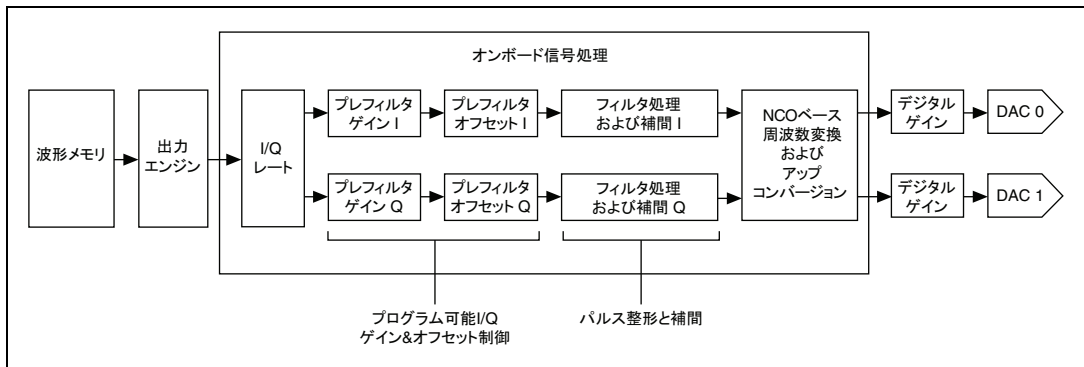 オンボード信号処理
波形メモリ
出力
エンジン
I/Q
レート
プレフィルタ
ゲイン I
プレフィルタ
オフセット I
フィルタ処理
および補間 I
NCOベース
周波数変換
および
アップ
コンバージョン
デジタル
ゲイン
DAC 0
プレフィルタ
ゲイン Q
プレフィルタ
オフセット Q
フィルタ処理
および補間 Q
デジタル
ゲイン
DAC 1
プログラム可能I/Q
ゲイン&オフセット制御
パルス整形と補間